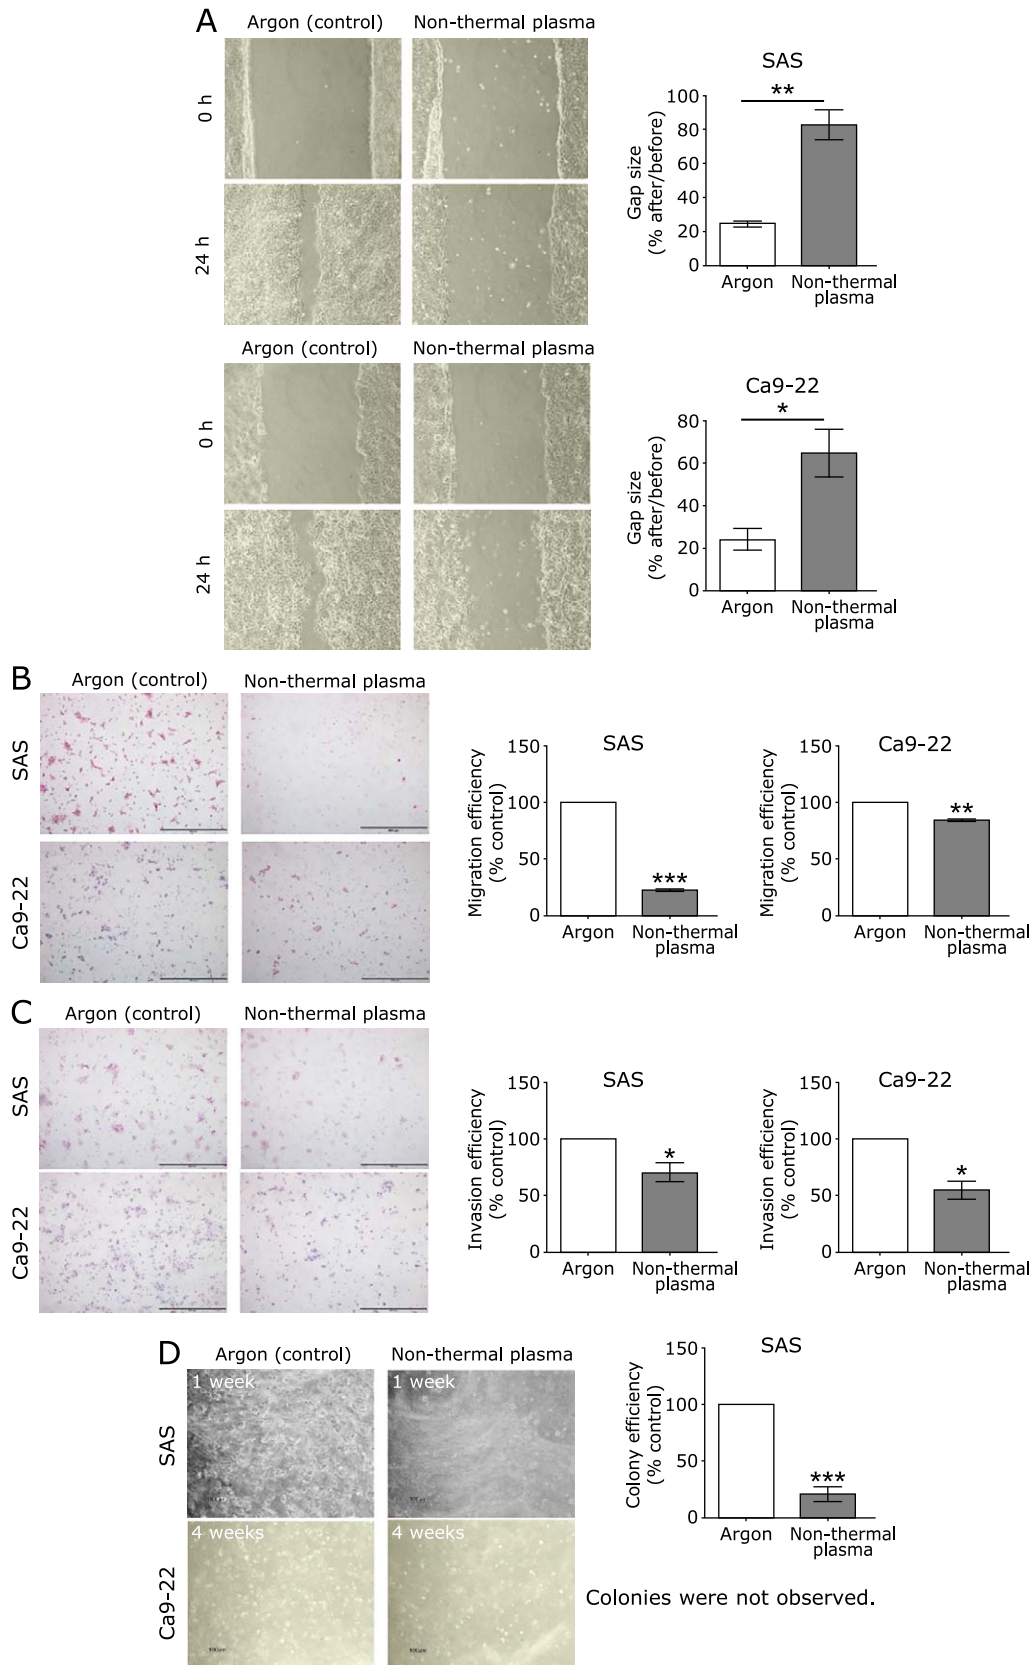 A
Argon (control)
Non-thermal plasma
0 h
24 h
SAS
**
Gap size
(% after/before)
100
80
60
40
20
0
Argon
Non-thermal
plasma
Argon (control)
Non-thermal plasma
0 h
24 h
Ca9-22
*
Gap size
(% after/before)
80
60
40
20
0
Argon
Non-thermal
plasma
B
Argon (control)
Non-thermal plasma
SAS
Ca9-22
SAS
Migration efficiency
(% control)
150
100
50
0
***
Argon
Non-thermal
plasma
Ca9-22
Migration efficiency
(% control)
150
100
50
0
**
Argon
Non-thermal
plasma
C
Argon (control)
Non-thermal plasma
SAS
Ca9-22
SAS
Invasion efficiency
(% control)
150
100
50
0
*
Argon
Non-thermal
plasma
Ca9-22
Invasion efficiency
(% control)
150
100
50
0
*
Argon
Non-thermal
plasma
D
Argon (control)
Non-thermal plasma
SAS
1 week
1 week
Ca9-22
4 weeks
4 weeks
100μm
100μm
SAS
Colony efficiency
(% control)
150
100
50
0
***
Argon
Non-thermal
plasma
Colonies were not observed.